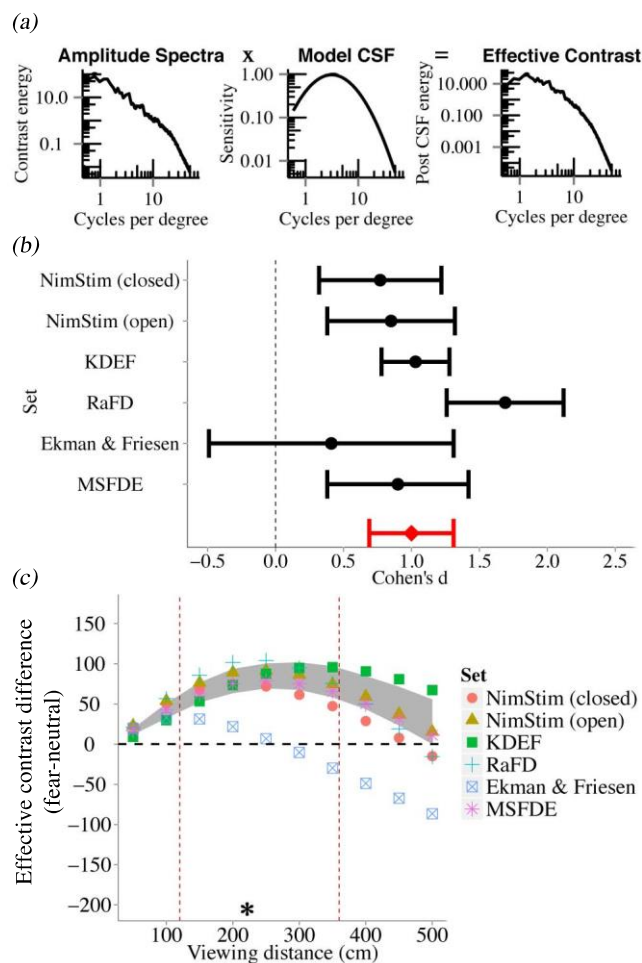 (a)
Amplitude Spectra x Model CSF = Effective Contrast
Contrast energy
10.0
0.1
1 10
Cycles per degree
Sensitivity
1.00
0.10
0.01
1 10
Cycles per degree
Post CSF energy
10.000
0.100
0.001
1 10
Cycles per degree
(b)
Set
NimStim (closed)
NimStim (open)
KDEF
RaFD
Ekman & Friesen
MSFDE
−0.5 0.0 0.5 1.0 1.5 2.0 2.5
Cohen's d
(c)
Effective contrast difference
(fear-neutral)
150
100
50
0
−50
−100
−150
−200
*
100 200 300 400 500
Viewing distance (cm)
Set
NimStim (closed)
NimStim (open)
KDEF
RaFD
Ekman & Friesen
MSFDE